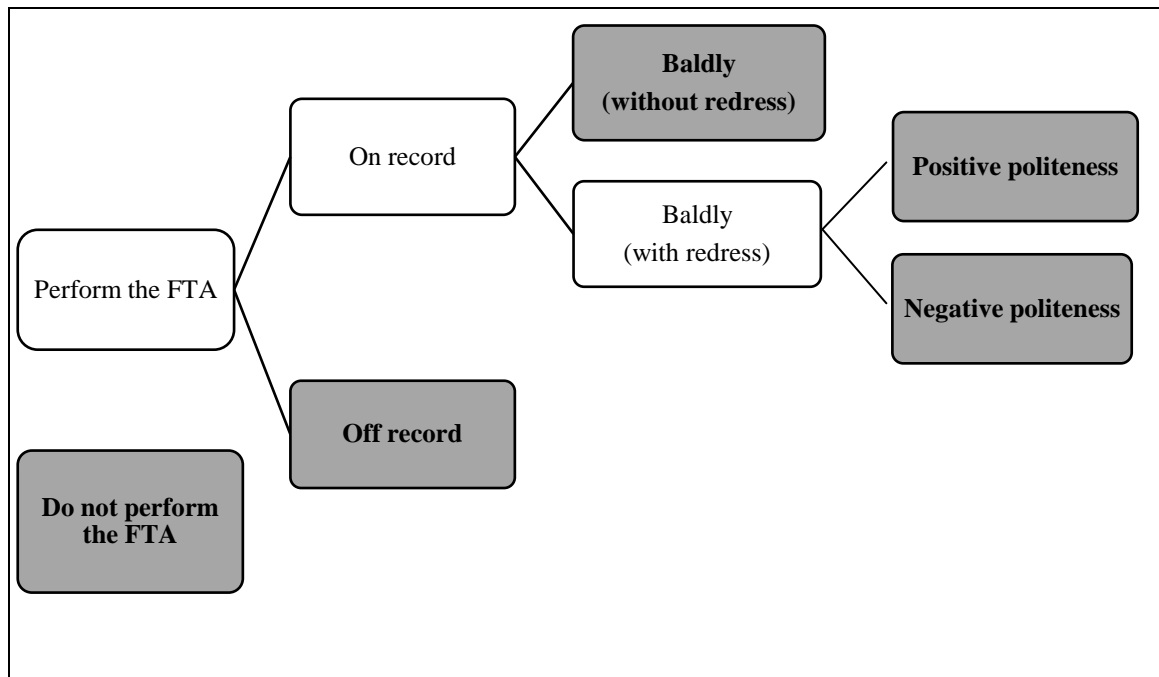 Baldly
(without redress)
On record
Positive politeness
Baldly
(with redress)
Perform the FTA
Negative politeness
Off record
Do not perform
the FTA